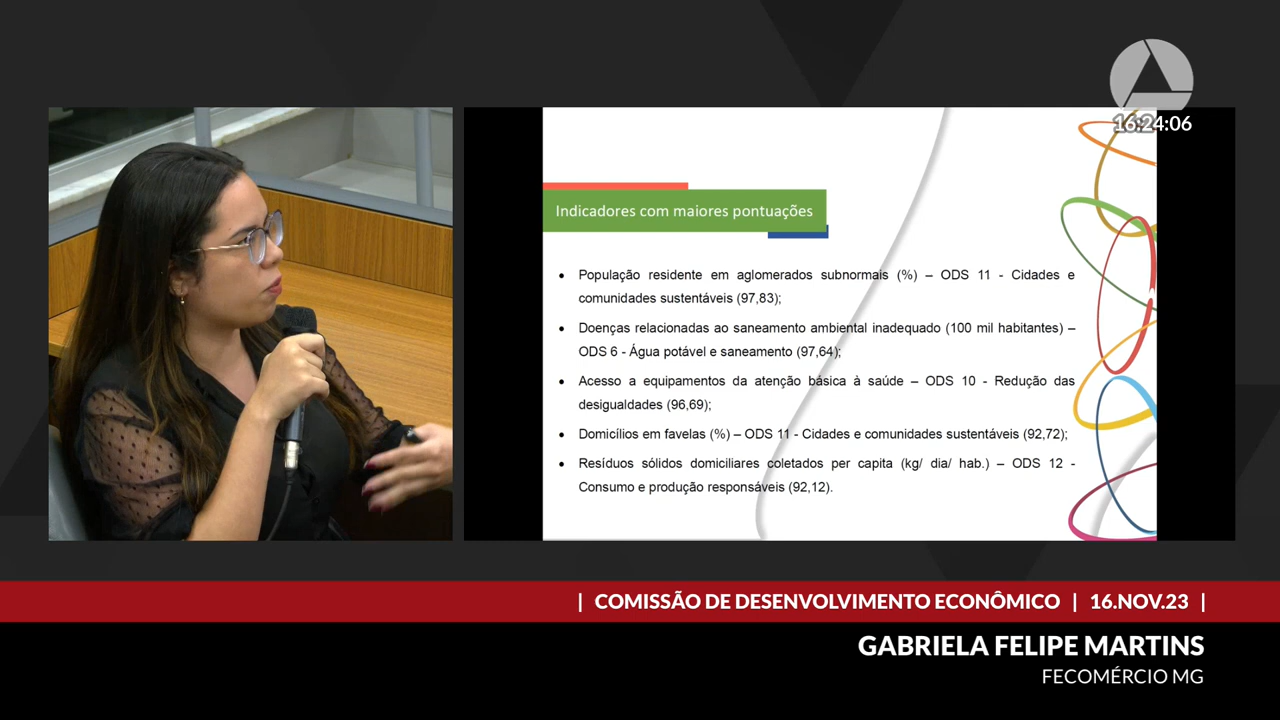 16:24:06
Indicadores com maiores pontuações
• População residente em aglomerados subnormais (%) – ODS 11 - Cidades e
comunidades sustentáveis (97,83);
• Doenças relacionadas ao saneamento ambiental inadequado (100 mil habitantes) –
ODS 6 - Água potável e saneamento (97,64);
• Acesso a equipamentos da atenção básica à saúde – ODS 10 - Redução das
desigualdades (96,69);
• Domicílios em favelas (%) – ODS 11 - Cidades e comunidades sustentáveis (92,72);
• Resíduos sólidos domiciliares coletados per capita (kg/ dia/ hab.) – ODS 12 -
Consumo e produção responsáveis (92,12).
| COMISSÃO DE DESENVOLVIMENTO ECONÔMICO | 16.NOV.23 |
GABRIELA FELIPE MARTINS
FECOMÉRCIO MG